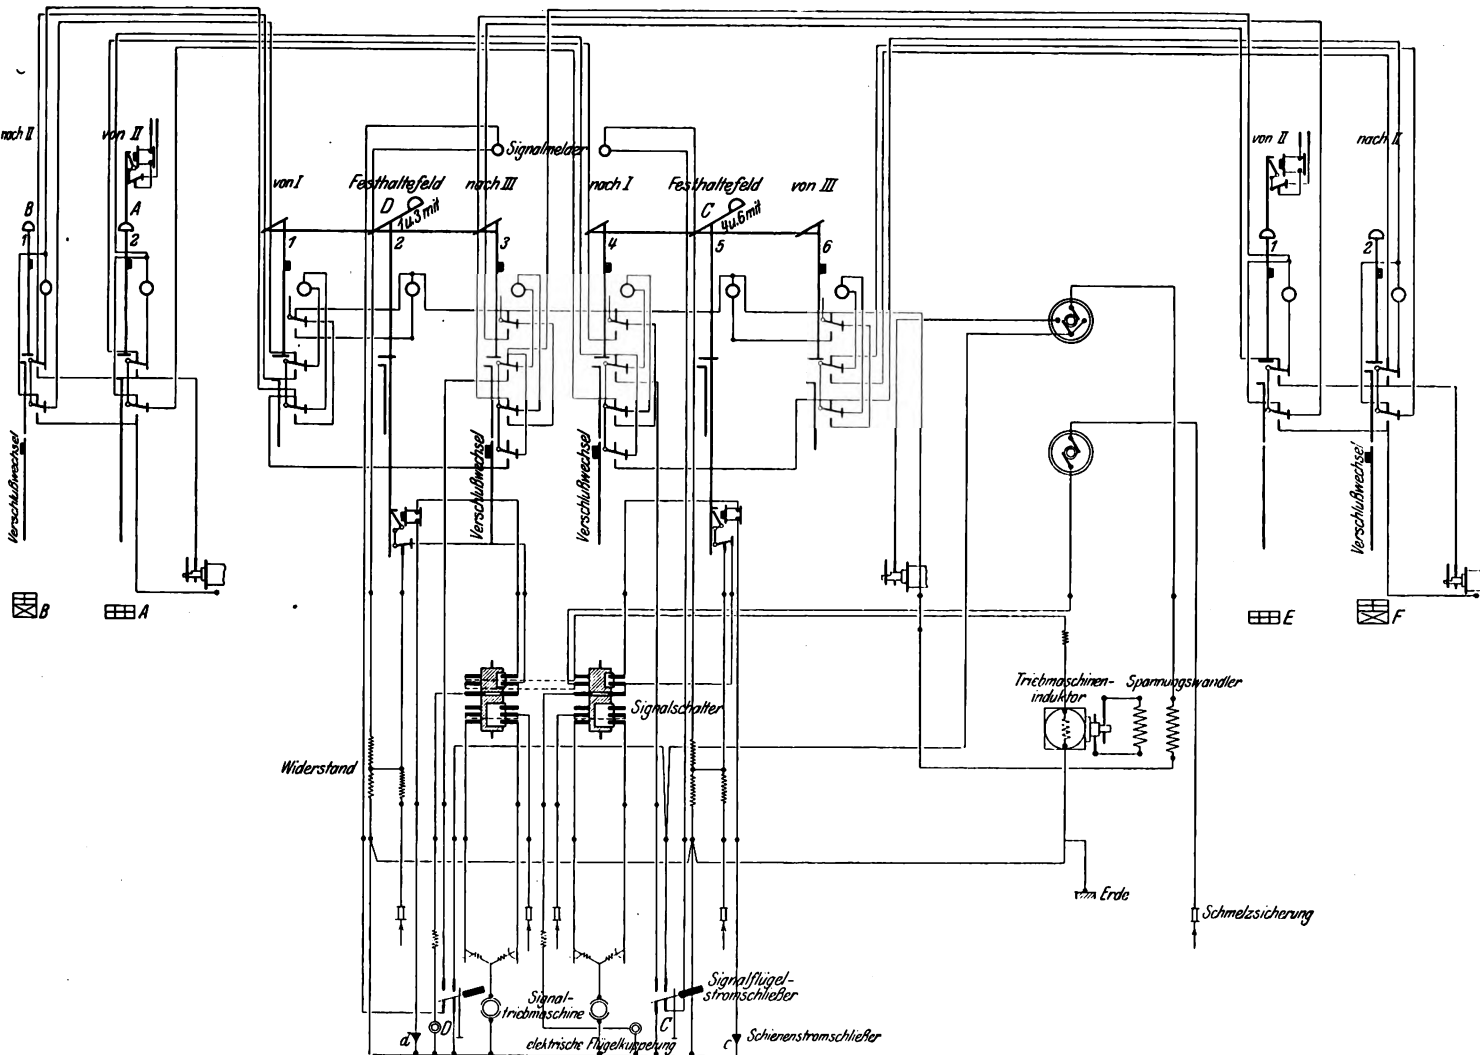 nach II
von II
B
1
A
2
von I
1
Festhaltefeld
D
1 u. 3 mit
2
nach III
3
Signalmelder
nach I
4
Festhaltefeld
C
4 u. 6 mit
5
von III
6
von II
1
nach II
2
Verschlußwechsel
Verschlußwechsel
Verschlußwechsel
Verschlußwechsel
B
A
E
F
Signalschalter
Widerstand
Triebmaschinen-
induktor
Spannungswandler
Erde
Schmelzsicherung
Signal-
triebmaschine
Signalflügel-
stromschließer
D
C
d
elektrische Flügelkuppelung
c
Schienenstromschließer